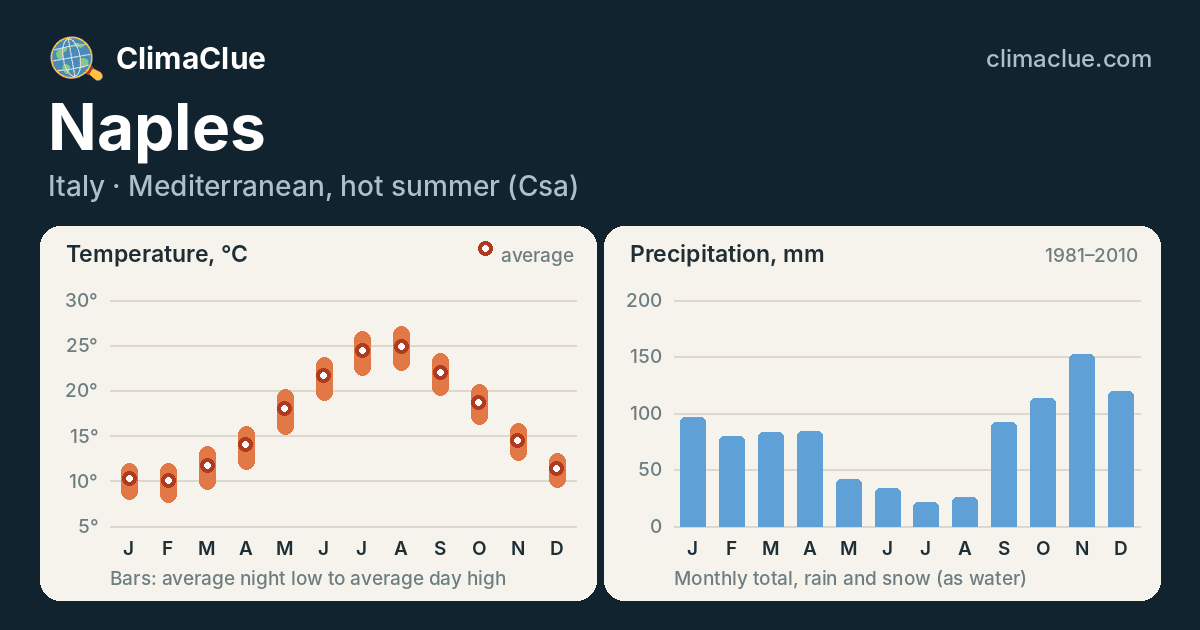 ClimaClue
climaclue.com
Naples
Italy · Mediterranean, hot summer (Csa)
Temperature, °C
average
30°
25°
20°
15°
10°
5°
J F M A M J J A S O N D
Bars: average night low to average day high
Precipitation, mm
1981–2010
200
150
100
50
0
J F M A M J J A S O N D
Monthly total, rain and snow (as water)